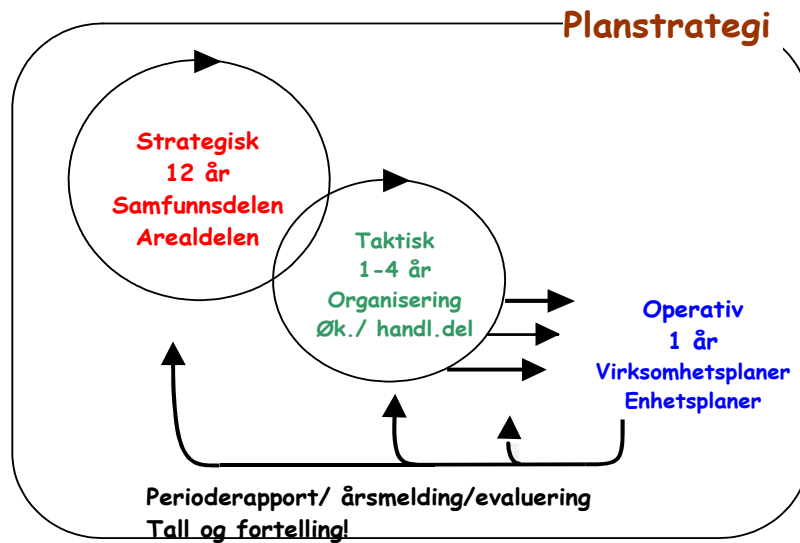 Planstrategi
Strategisk
12 år
Samfunnsdelen
Arealdelen
Taktisk
1-4 år
Organisering
Øk./ handl.del
Operativ
1 år
Virksomhetsplaner
Enhetsplaner
Perioderapport/ årsmelding/evaluering
Tall og fortelling!